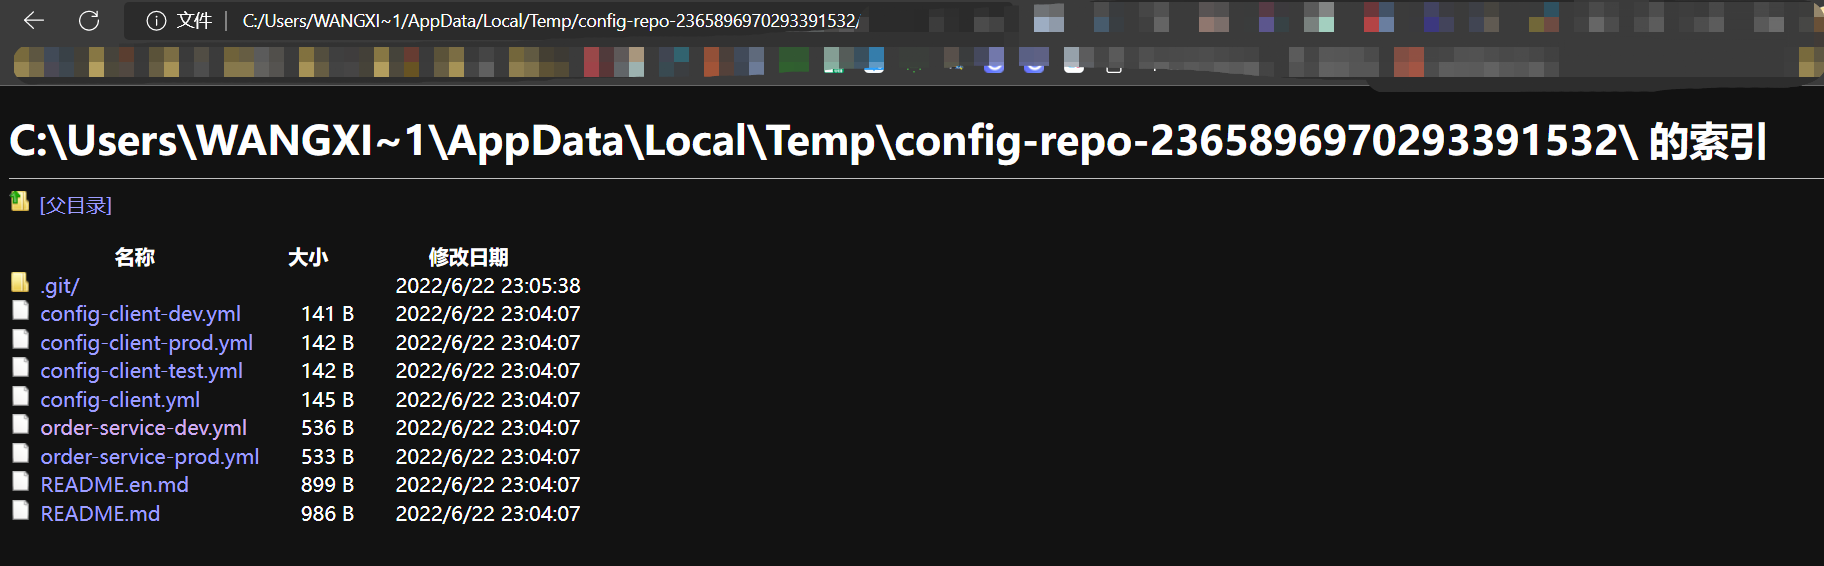 文件 C:/Users/WANGXI~1/AppData/Local/Temp/config-repo-2365896970293391532/
C:\Users\WANGXI~1\AppData\Local\Temp\config-repo-2365896970293391532\ 的索引
[父目录]
名称 大小 修改日期
.git/ 2022/6/22 23:05:38
config-client-dev.yml 141 B 2022/6/22 23:04:07
config-client-prod.yml 142 B 2022/6/22 23:04:07
config-client-test.yml 142 B 2022/6/22 23:04:07
config-client.yml 145 B 2022/6/22 23:04:07
order-service-dev.yml 536 B 2022/6/22 23:04:07
order-service-prod.yml 533 B 2022/6/22 23:04:07
README.en.md 899 B 2022/6/22 23:04:07
README.md 986 B 2022/6/22 23:04:07